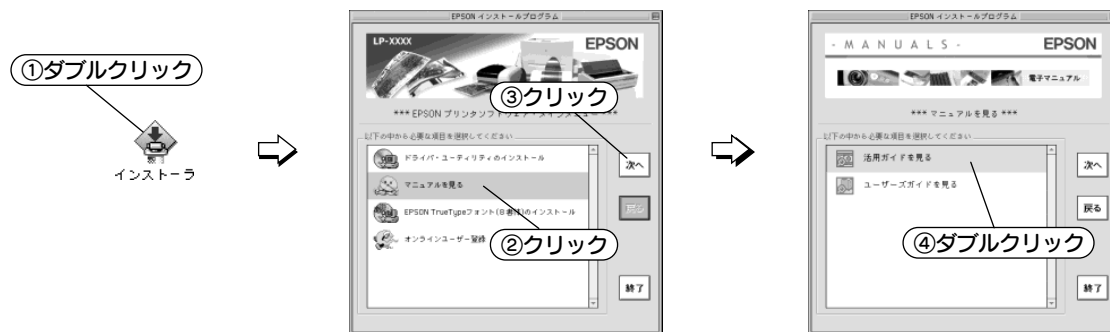 ①ダブルクリック
インストーラ
EPSON インストールプログラム
LP-XXXX
EPSON
③クリック
*** EPSON プリンタソフトウェア・メインメニュー ***
以下の中から必要な項目を選択してください
ドライバ・ユーティリティのインストール
マニュアルを見る
EPSON TrueTypeフォント(8書体)のインストール
オンラインユーザー登録
②クリック
次へ
戻る
終了
EPSON インストールプログラム
- MANUALS -
EPSON
電子マニュアル
*** マニュアルを見る ***
以下の中から必要な項目を選択してください
活用ガイドを見る
ユーザーズガイドを見る
④ダブルクリック
次へ
戻る
終了